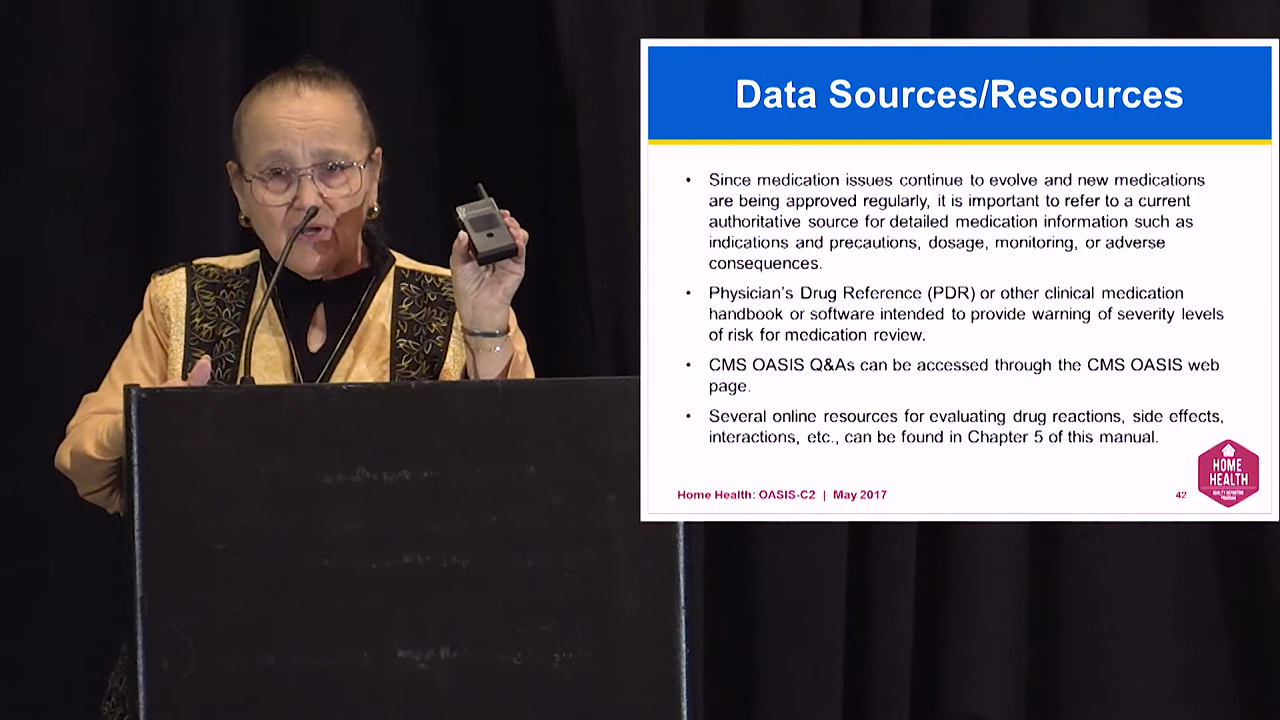 Data Sources/Resources
• Since medication issues continue to evolve and new medications
are being approved regularly, it is important to refer to a current
authoritative source for detailed medication information such as
indications and precautions, dosage, monitoring, or adverse
consequences.
• Physician's Drug Reference (PDR) or other clinical medication
handbook or software intended to provide warning of severity levels
of risk for medication review.
• CMS OASIS Q&As can be accessed through the CMS OASIS web
page.
• Several online resources for evaluating drug reactions, side effects,
interactions, etc., can be found in Chapter 5 of this manual.
HOME
HEALTH
QUALITY REPORTING
PROGRAM
Home Health: OASIS-C2 | May 2017
42